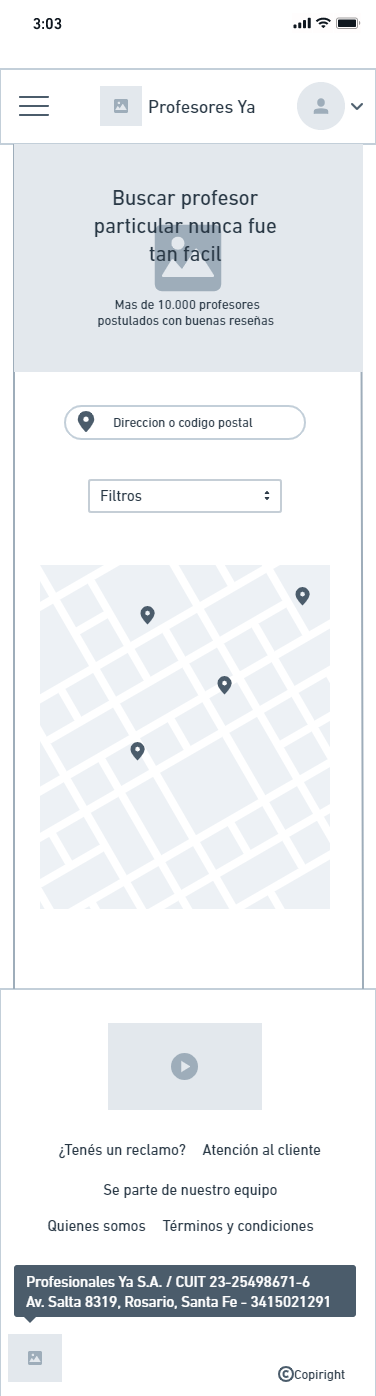 3:03
Profesores Ya
Buscar profesor
particular nunca fue
tan facil
Mas de 10.000 profesores
postulados con buenas reseñas
Direccion o codigo postal
Filtros
¿Tenés un reclamo? Atención al cliente
Se parte de nuestro equipo
Quienes somos Términos y condiciones
Profesionales Ya S.A. / CUIT 23-25498671-6
Av. Salta 8319, Rosario, Santa Fe - 3415021291
©Copiright